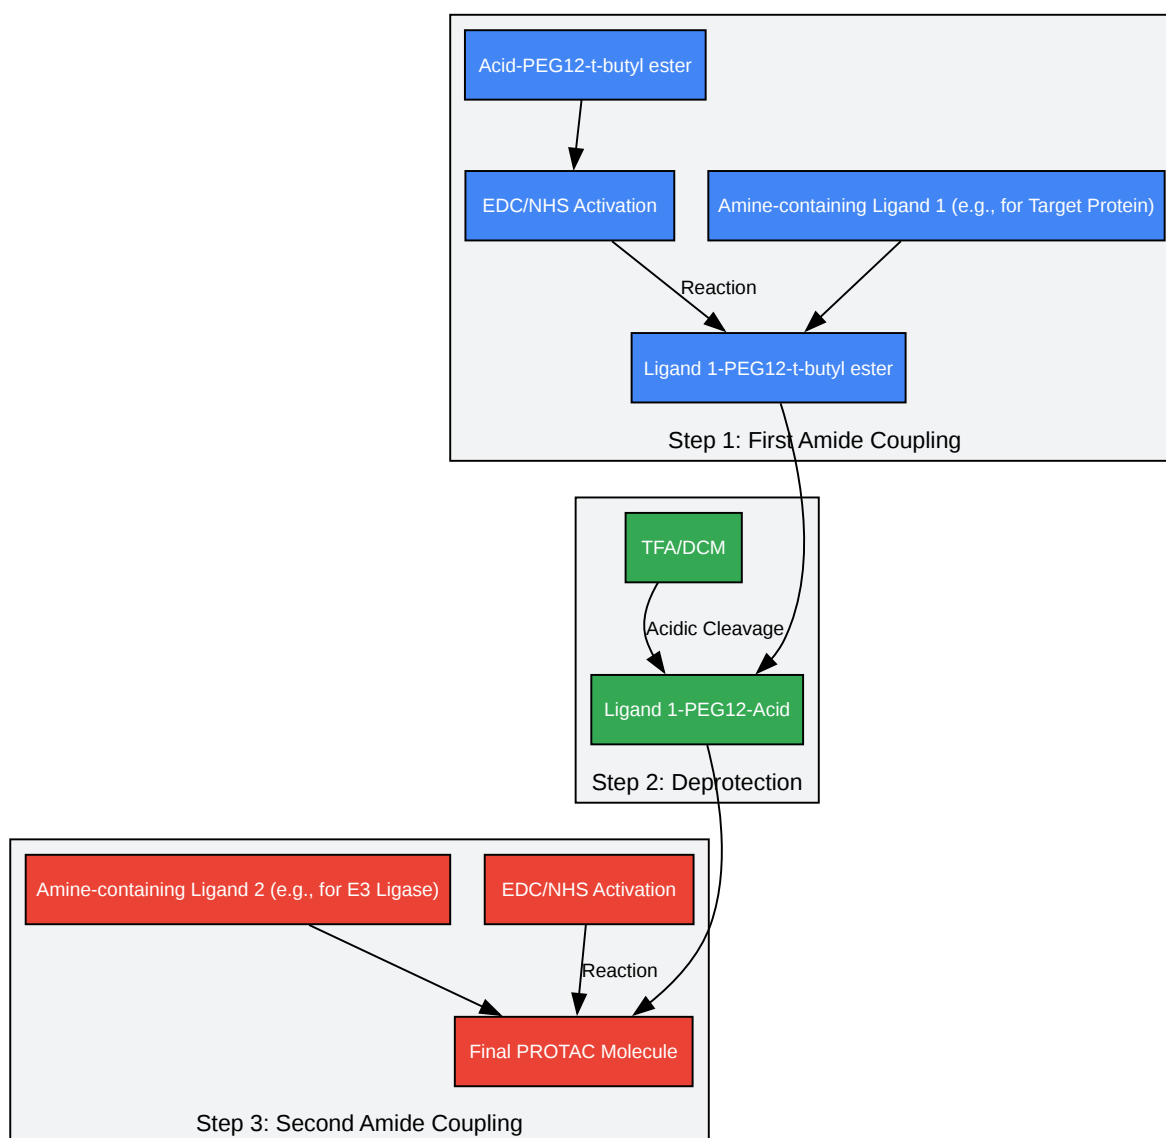 Acid-PEG12-t-butyl ester
EDC/NHS Activation
Amine-containing Ligand 1 (e.g., for Target Protein)
Reaction
Ligand 1-PEG12-t-butyl ester
Step 1: First Amide Coupling
TFA/DCM
Acidic Cleavage
Ligand 1-PEG12-Acid
Step 2: Deprotection
Amine-containing Ligand 2 (e.g., for E3 Ligase)
EDC/NHS Activation
Reaction
Final PROTAC Molecule
Step 3: Second Amide Coupling